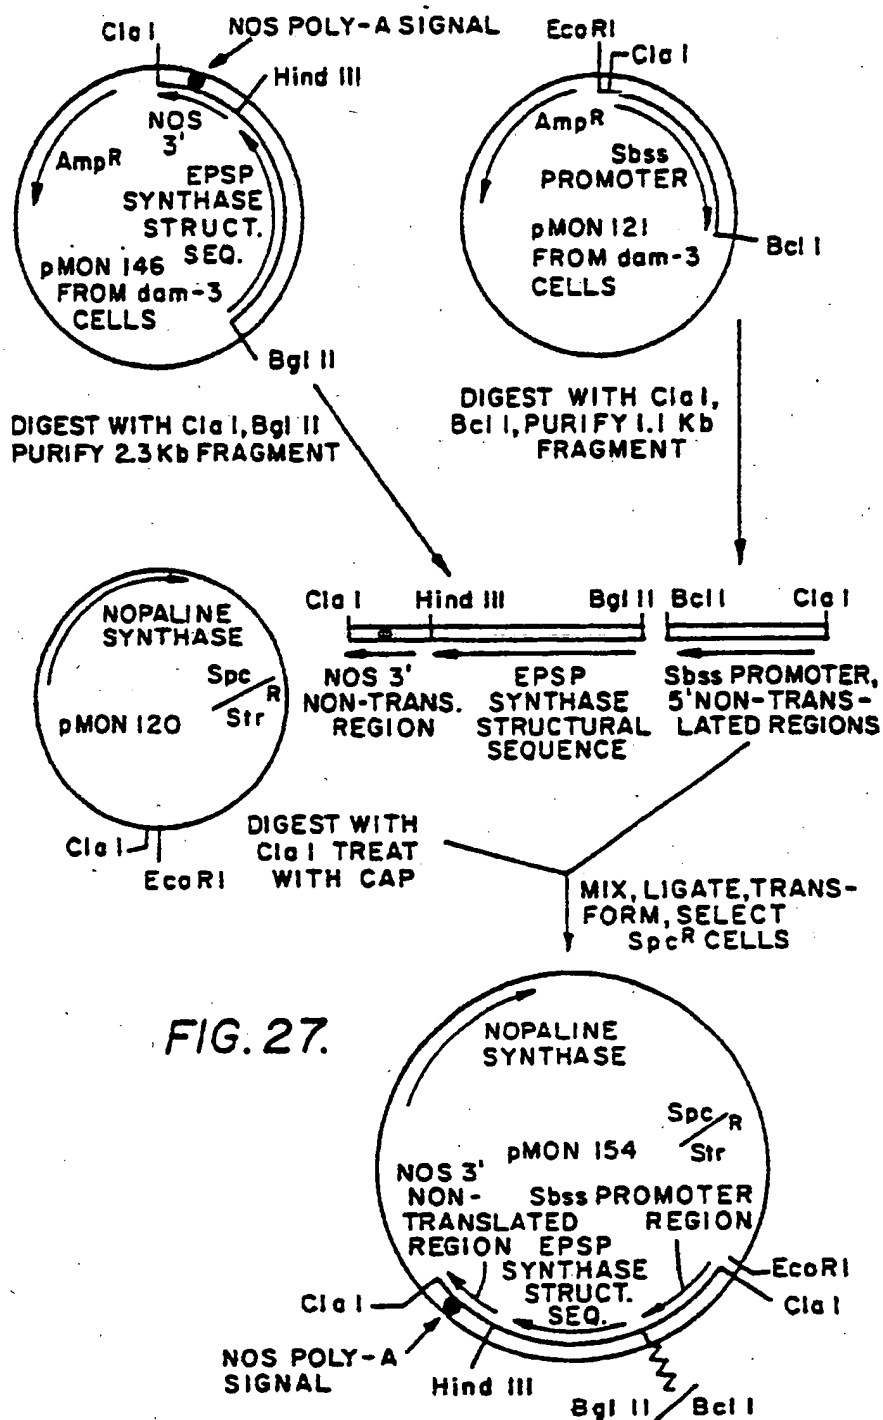 Cla I
NOS POLY-A SIGNAL
Hind III
NOS
3'
AmpR
EPSP
SYNTHASE
STRUCT.
SEQ.
pMON 146
FROM dam-3
CELLS
Bgl II
EcoRI
Cla I
AmpR
Sbss
PROMOTER
pMON 121
FROM dam-3
CELLS
Bcl I
DIGEST WITH Cla I, Bgl II
PURIFY 2.3 Kb FRAGMENT
DIGEST WITH Cla I,
Bcl I, PURIFY 1.1 Kb
FRAGMENT
NOPALINE
SYNTHASE
Spc
R
Str
pMON 120
Cla I
EcoRI
Cla I
Hind III
Bgl II
Bcl I
Cla I
NOS 3'
NON-TRANS.
REGION
EPSP
SYNTHASE
STRUCTURAL
SEQUENCE
Sbss PROMOTER,
5' NON-TRANS-
LATED REGIONS
DIGEST WITH
Cla I TREAT
WITH CAP
MIX, LIGATE, TRANS-
FORM, SELECT
SpcR CELLS
FIG. 27.
NOPALINE
SYNTHASE
Spc
R
Str
pMON 154
NOS 3'
NON-
TRANSLATED
REGION
Sbss PROMOTER
REGION
EPSP
SYNTHASE
STRUCT.
SEQ.
EcoRI
Cla I
Cla I
NOS POLY-A
SIGNAL
Hind III
Bgl II
Bcl I